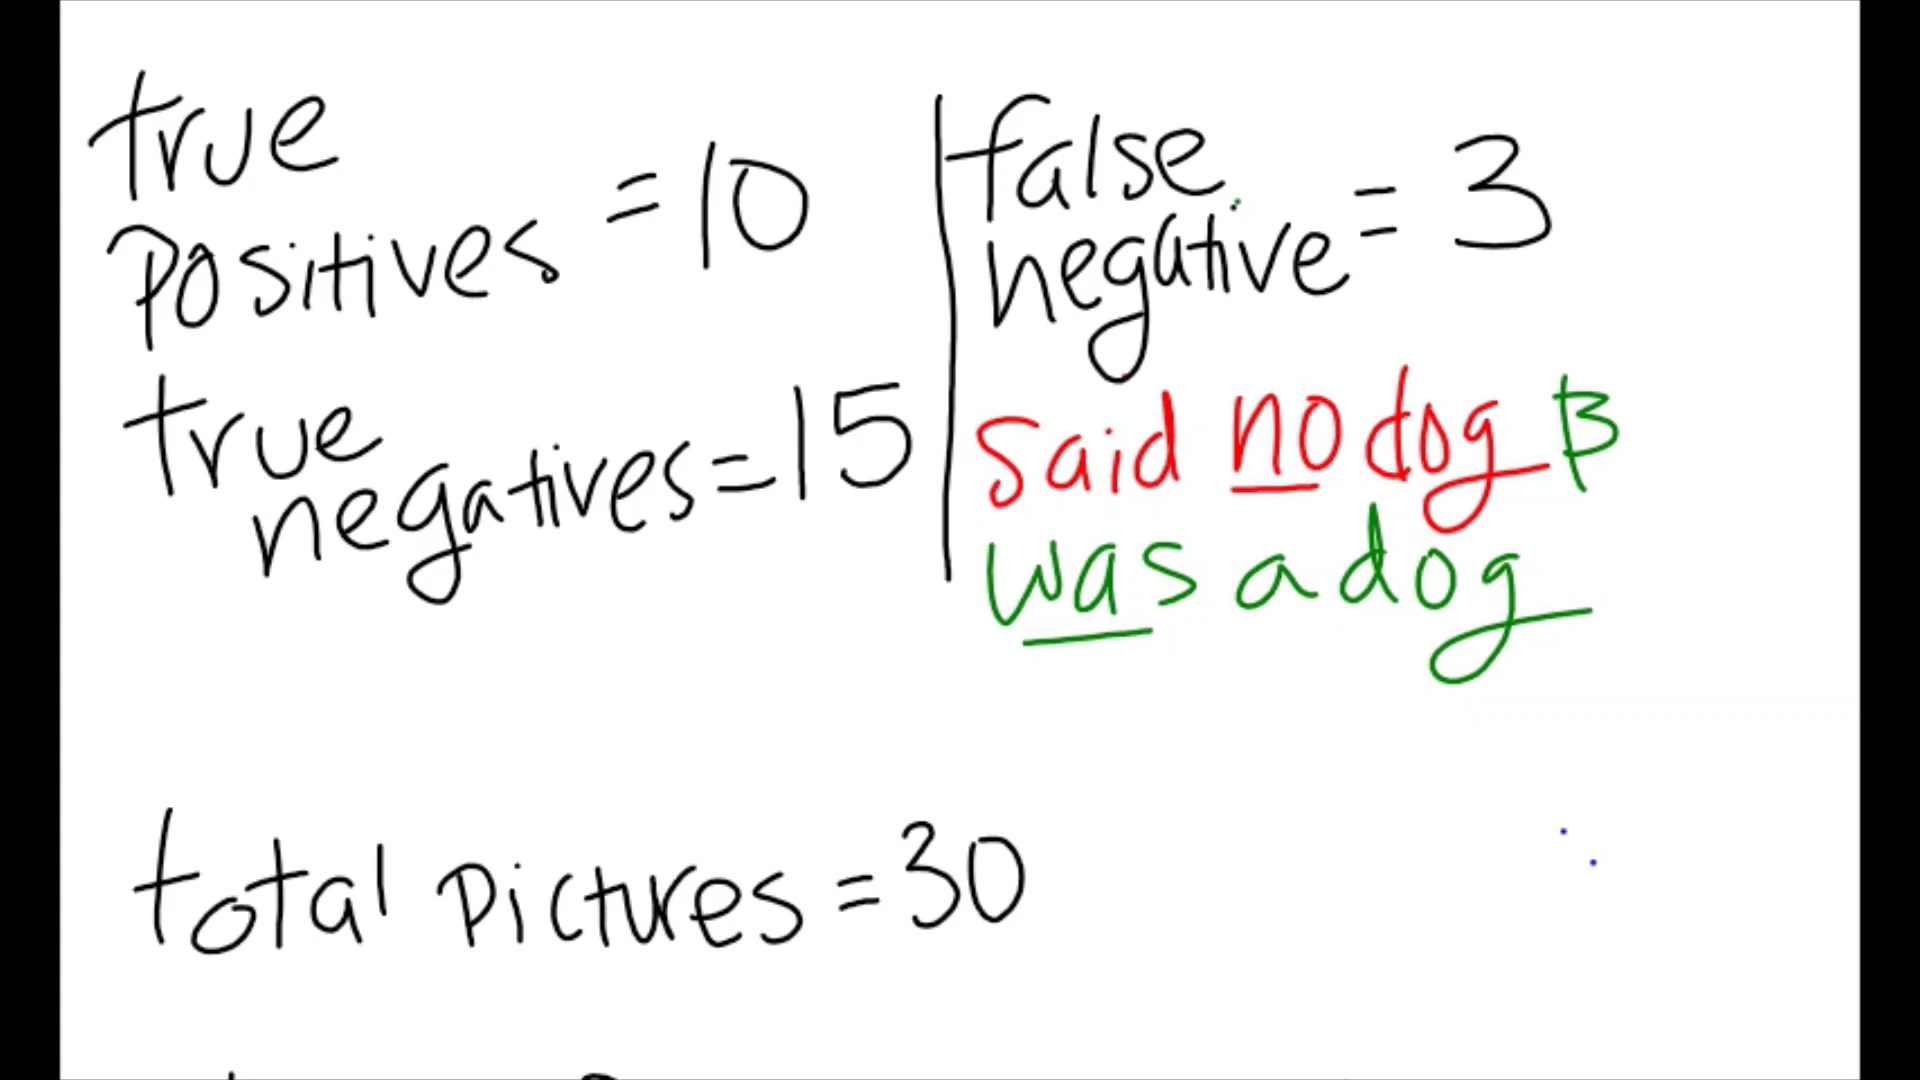 true
positives = 10
true
negatives = 15
false
negative = 3
said no dog
was a dog
total pictures = 30